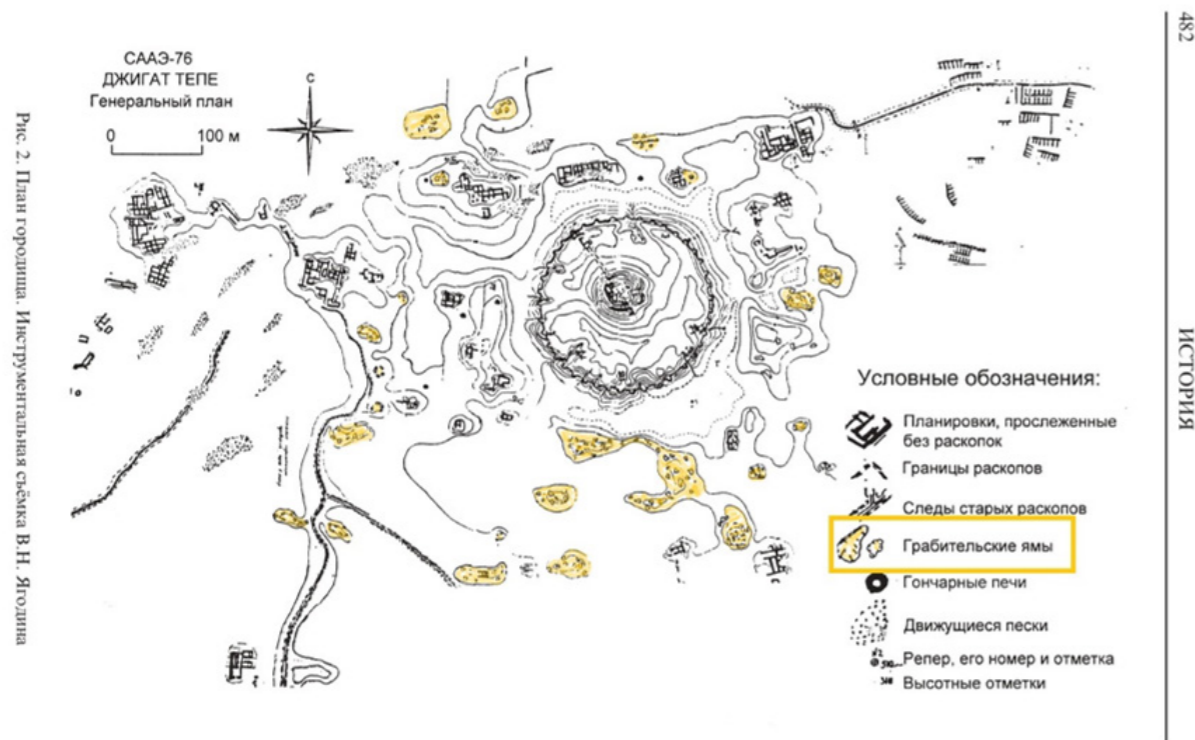 482
ИСТОРИЯ
СААЭ-76
ДЖИГАТ ТЕПЕ
Генеральный план
0 100 м
С
Условные обозначения:
Планировки, прослеженные
без раскопок
Границы раскопов
Следы старых раскопов
Грабительские ямы
Гончарные печи
Движущиеся пески
Репер, его номер и отметка
Высотные отметки
Рис. 2. План городища. Инструментальная съёмка В.Н. Ягодина